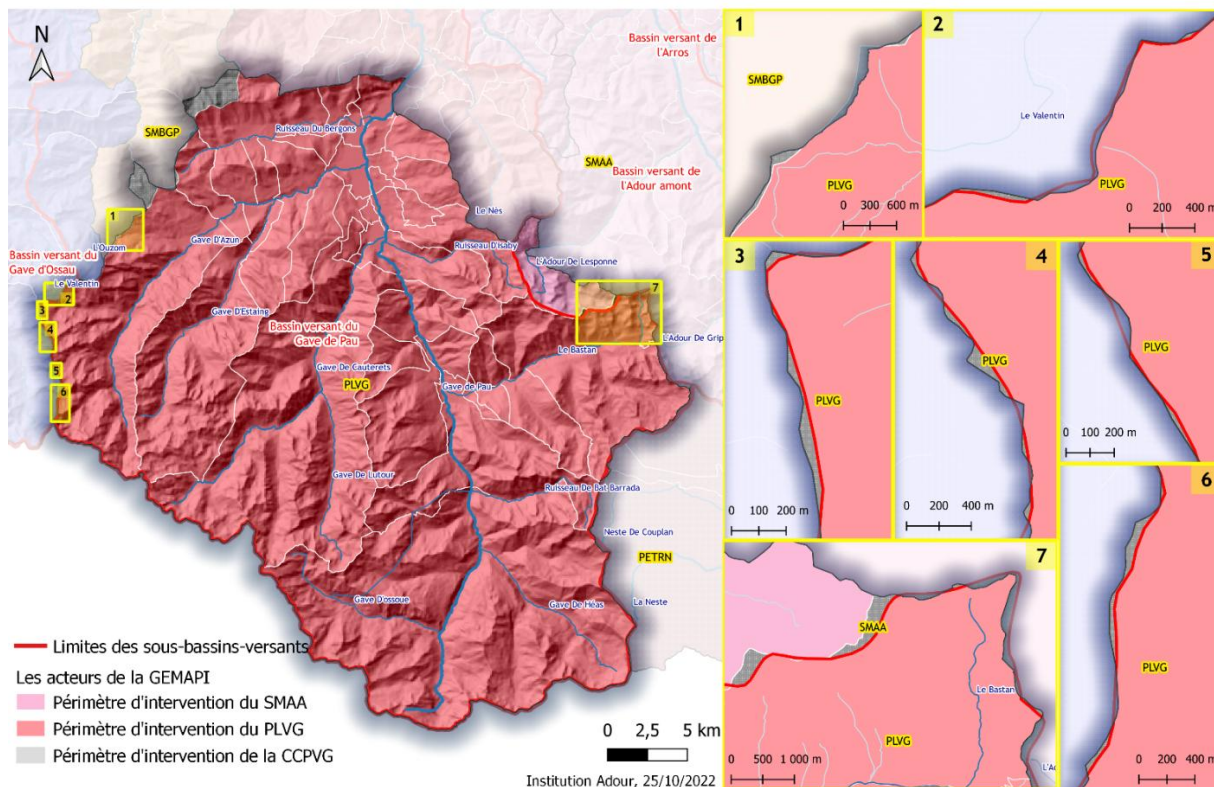 N
Bassin versant de
l'Arros
SMBGP
Ruisseau Du Bergons
SMAA
Bassin versant de
l'Adour amont
Le Nés
1
L'Ouzom
Gave D'Azun
Ruisseau D'Isaby
L'Adour De Lesponne
Bassin versant du
Gave d'Ossau
Le Valentin
2
7
3
4
Gave D'Estaing
Bassin versant du
Gave de Pau
L'Adour De Grip
Le Bastan
5
Gave De Cauterets
PLVG
Gave de Pau
6
Gave De Lutour
Ruisseau De Bat Barrada
Neste De Couplan
PETRN
Gave D'ossoue
Gave De Héas
La Neste
Limites des sous-bassins-versants
Les acteurs de la GEMAPI
Périmètre d'intervention du SMAA
Périmètre d'intervention du PLVG
Périmètre d'intervention de la CCPVG
0 2,5 5 km
Institution Adour, 25/10/2022
1
SMBGP
PLVG
0 300 600 m
2
Le Valentin
PLVG
0 200 400 m
3
PLVG
0 100 200 m
4
PLVG
0 200 400 m
5
PLVG
0 100 200 m
6
PLVG
0 200 400 m
7
SMAA
Le Bastan
PLVG
0 500 1 000 m